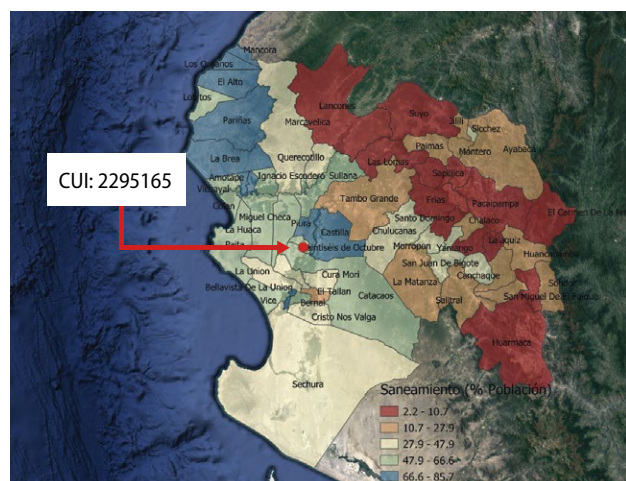 Mancora
Los Organos
El Alto
Lobitos
Lancones
Pariñas
Marcavelica
Suyo
Jilili
Sicchez
Paimas
Montero
Ayabaca
CUI: 2295165
La Brea
Querecotillo
Las Lomas
Sapillica
Amotape
Ignacio Escudero
Sullana
Vichayal
Tambo Grande
Frias
Pacaipampa
Colan
El Carmen De La
Miguel Checa
Piura
Santo Domingo
Chalaco
La Huaca
Castilla
Chulucanas
Lalaquiz
Paita
Veintiséis de Octubre
Morropon
Yamango
San Juan De Bigote
La Union
Cura Mori
Canchaque
Bellavista De La Union
El Tallan
La Matanza
Vice
Bernal
Catacaos
Salitral
San Miguel De El Faique
Cristo Nos Valga
Huarmaca
Sechura
Saneamiento (% Población)
2.2 - 10.7
10.7 - 27.9
27.9 - 47.9
47.9 - 66.6
66.6 - 85.7